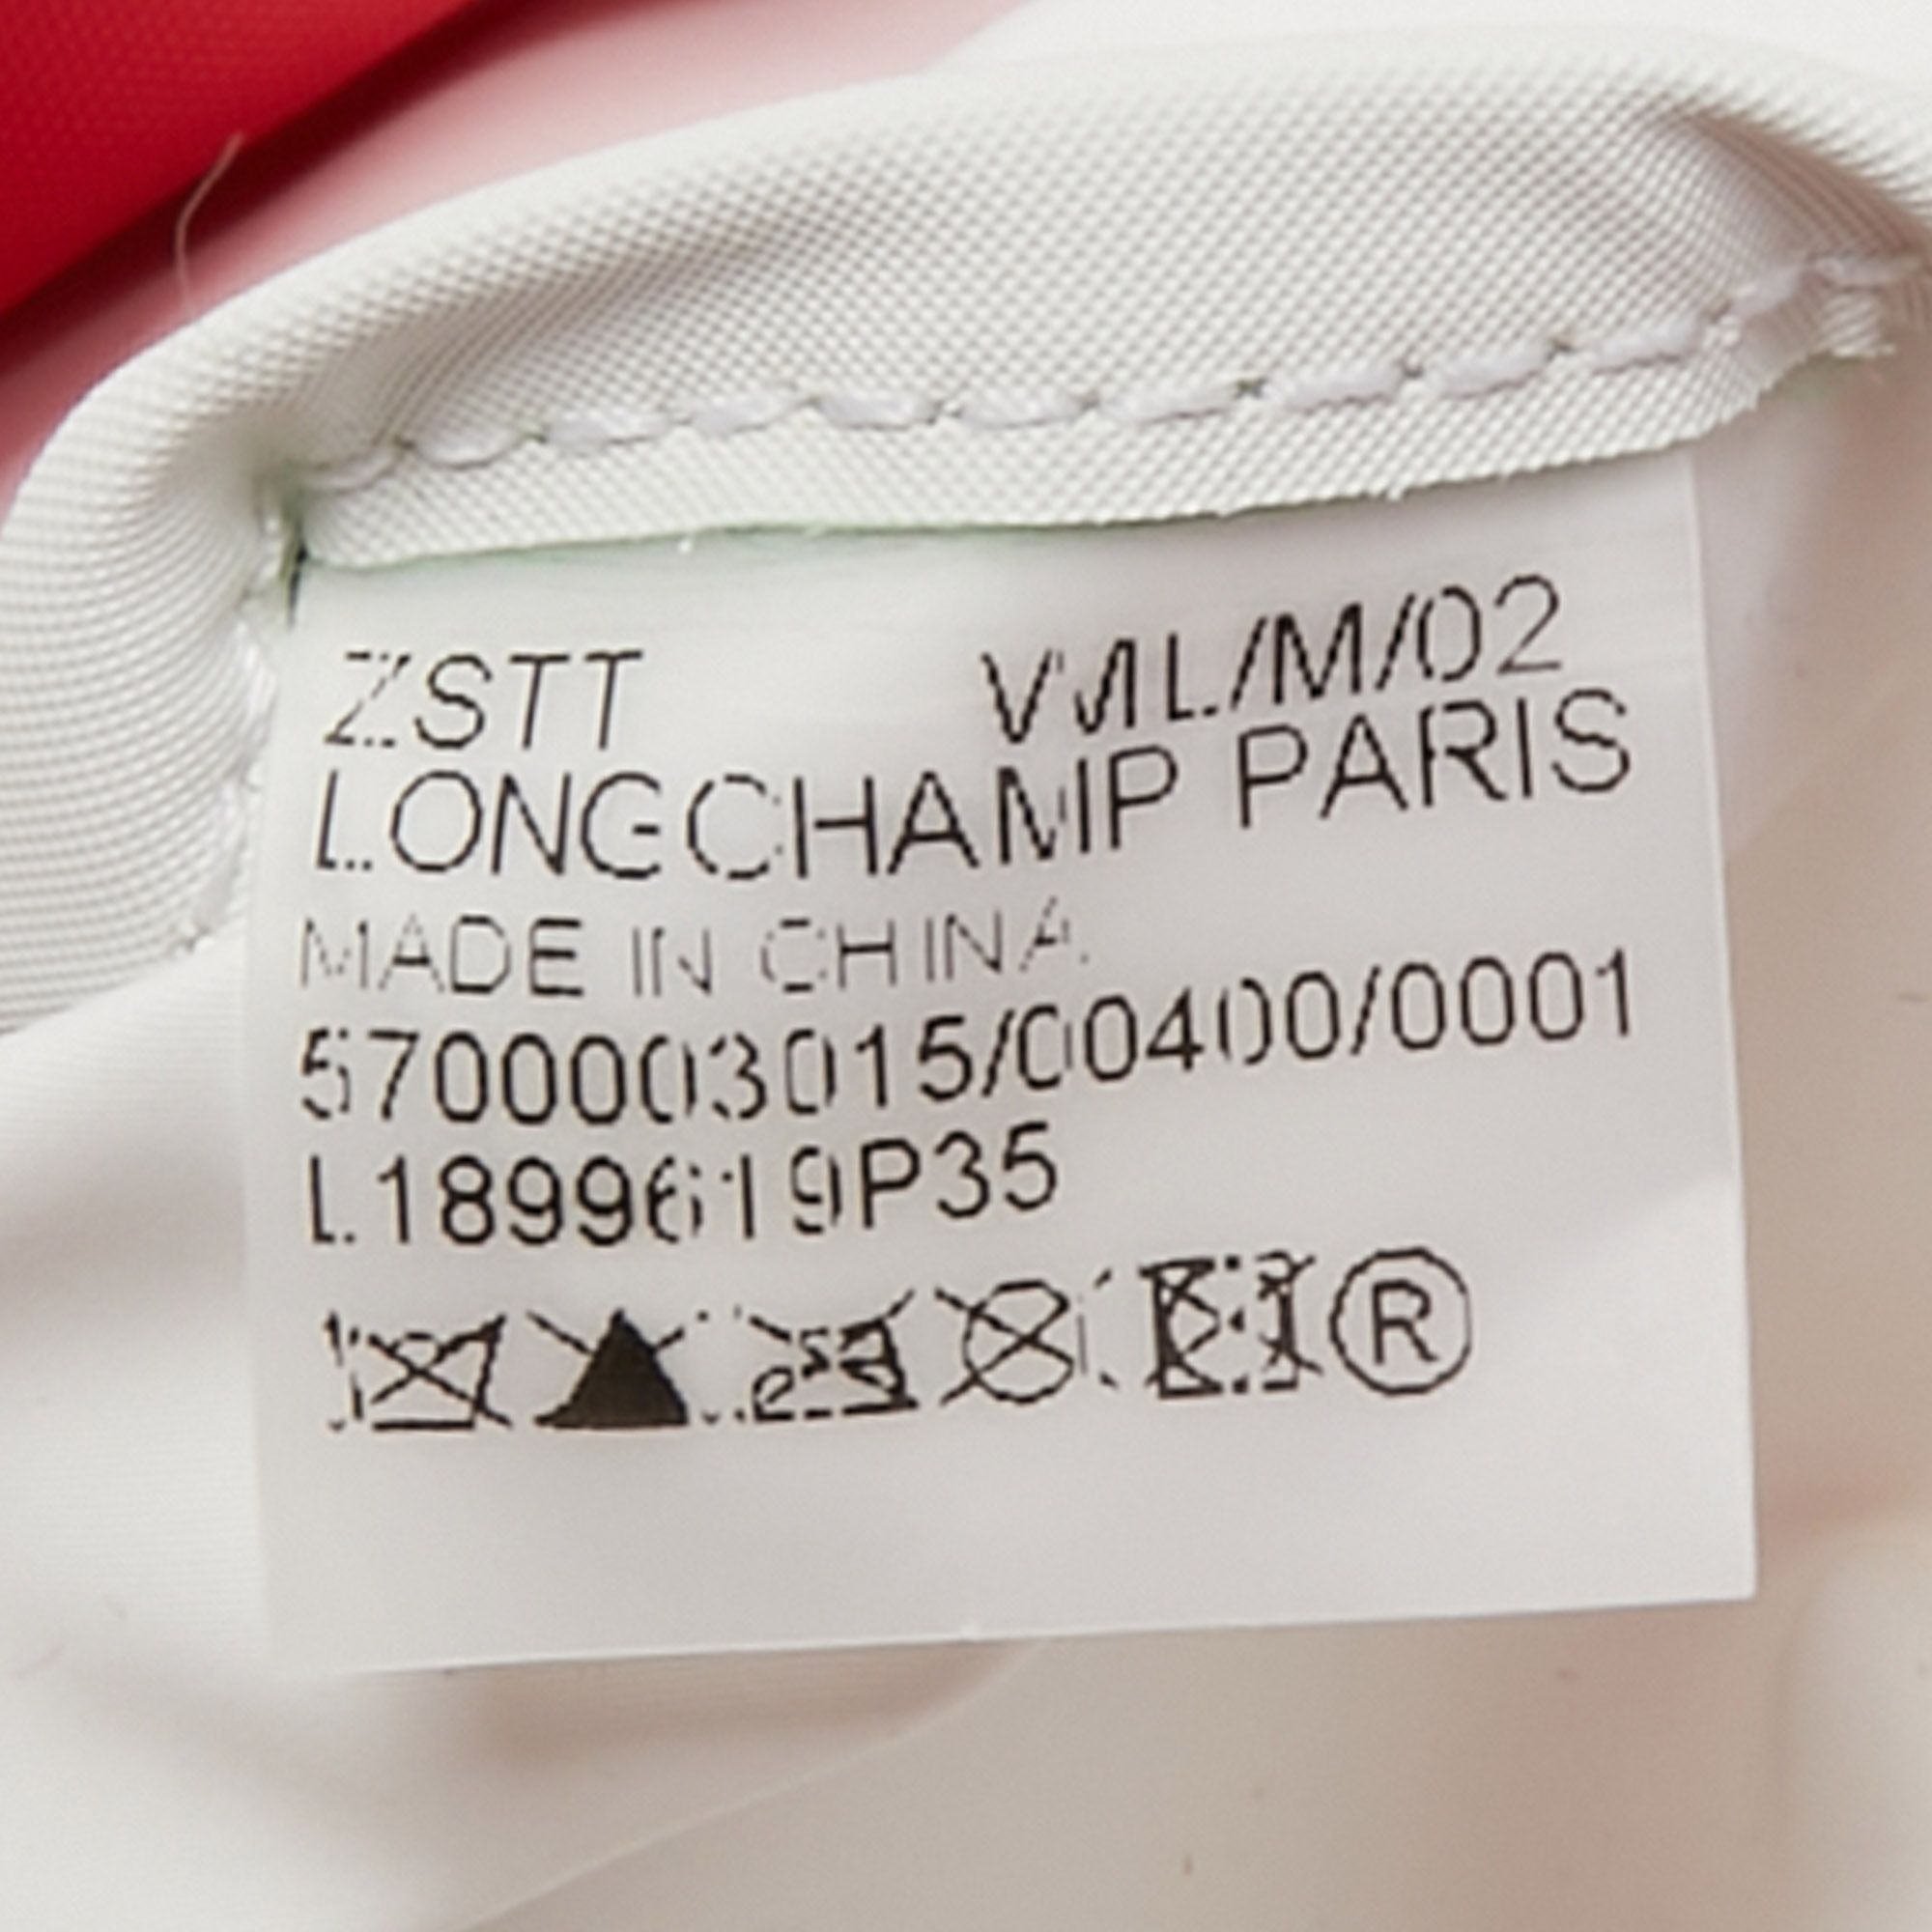 ZSTT VML/M/02
LONGCHAMP PARIS
MADE IN CHINA
5700003015/00400/0001
L1899619P35
®